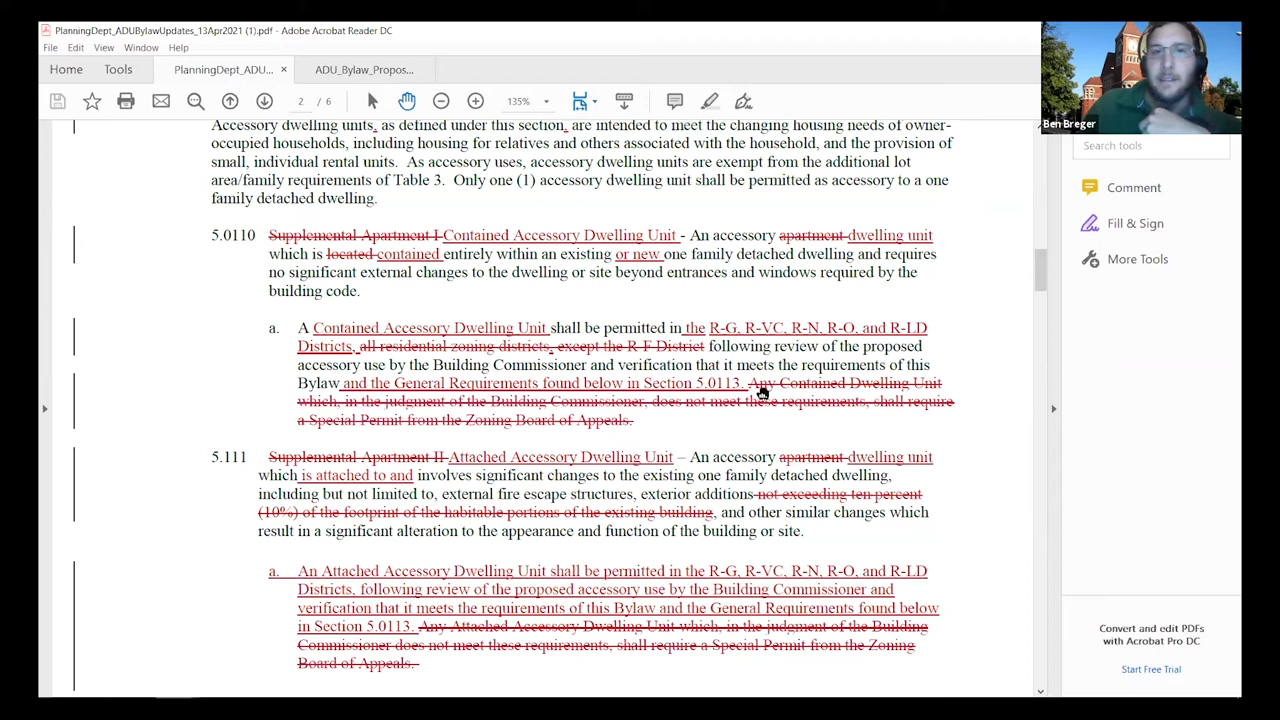 PlanningDept_ADUBylawUpdates_13Apr2021 (1).pdf - Adobe Acrobat Reader DC
File Edit View Window Help
Home Tools PlanningDept_ADU... × ADU_Bylaw_Propos...
2 / 6 135%
Ben Breger
Search tools
Comment
Fill & Sign
More Tools
Accessory dwelling units, as defined under this section, are intended to meet the changing housing needs of owner-
occupied households, including housing for relatives and others associated with the household, and the provision of
small, individual rental units. As accessory uses, accessory dwelling units are exempt from the additional lot
area/family requirements of Table 3. Only one (1) accessory dwelling unit shall be permitted as accessory to a one
family detached dwelling.
5.0110 Supplemental Apartment I Contained Accessory Dwelling Unit - An accessory apartment dwelling unit
which is located contained entirely within an existing or new one family detached dwelling and requires
no significant external changes to the dwelling or site beyond entrances and windows required by the
building code.
a. A Contained Accessory Dwelling Unit shall be permitted in the R-G, R-VC, R-N, R-O, and R-LD
Districts, all residential zoning districts, except the R-F District following review of the proposed
accessory use by the Building Commissioner and verification that it meets the requirements of this
Bylaw and the General Requirements found below in Section 5.0113. Any Contained Dwelling Unit
which, in the judgment of the Building Commissioner, does not meet these requirements, shall require
a Special Permit from the Zoning Board of Appeals.
5.111 Supplemental Apartment II Attached Accessory Dwelling Unit – An accessory apartment dwelling unit
which is attached to and involves significant changes to the existing one family detached dwelling,
including but not limited to, external fire escape structures, exterior additions not exceeding ten percent
(10%) of the footprint of the habitable portions of the existing building, and other similar changes which
result in a significant alteration to the appearance and function of the building or site.
a. An Attached Accessory Dwelling Unit shall be permitted in the R-G, R-VC, R-N, R-O, and R-LD
Districts, following review of the proposed accessory use by the Building Commissioner and
verification that it meets the requirements of this Bylaw and the General Requirements found below
in Section 5.0113. Any Attached Accessory Dwelling Unit which, in the judgment of the Building
Commissioner does not meet these requirements, shall require a Special Permit from the Zoning
Board of Appeals.
Convert and edit PDFs
with Acrobat Pro DC
Start Free Trial